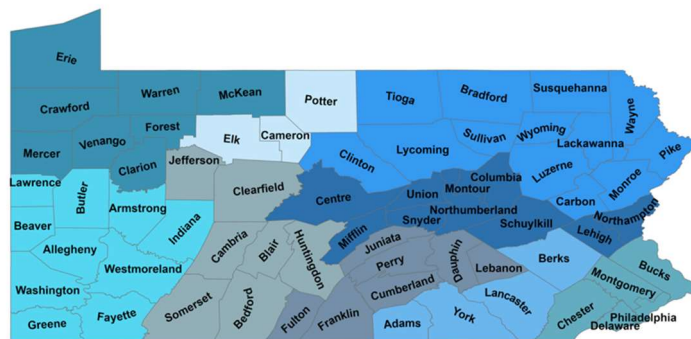 Erie
Crawford
Warren
McKean
Potter
Tioga
Bradford
Susquehanna
Wayne
Forest
Venango
Mercer
Clarion
Elk
Cameron
Jefferson
Clinton
Lycoming
Sullivan
Wyoming
Lackawanna
Pike
Luzerne
Monroe
Carbon
Lawrence
Butler
Armstrong
Clearfield
Centre
Union
Montour
Columbia
Northampton
Beaver
Indiana
Snyder
Northumberland
Schuylkill
Lehigh
Mifflin
Allegheny
Westmoreland
Cambria
Blair
Huntingdon
Juniata
Perry
Dauphin
Lebanon
Berks
Bucks
Montgomery
Washington
Cumberland
Lancaster
Greene
Fayette
Somerset
Bedford
Fulton
Franklin
Adams
York
Chester
Delaware
Philadelphia